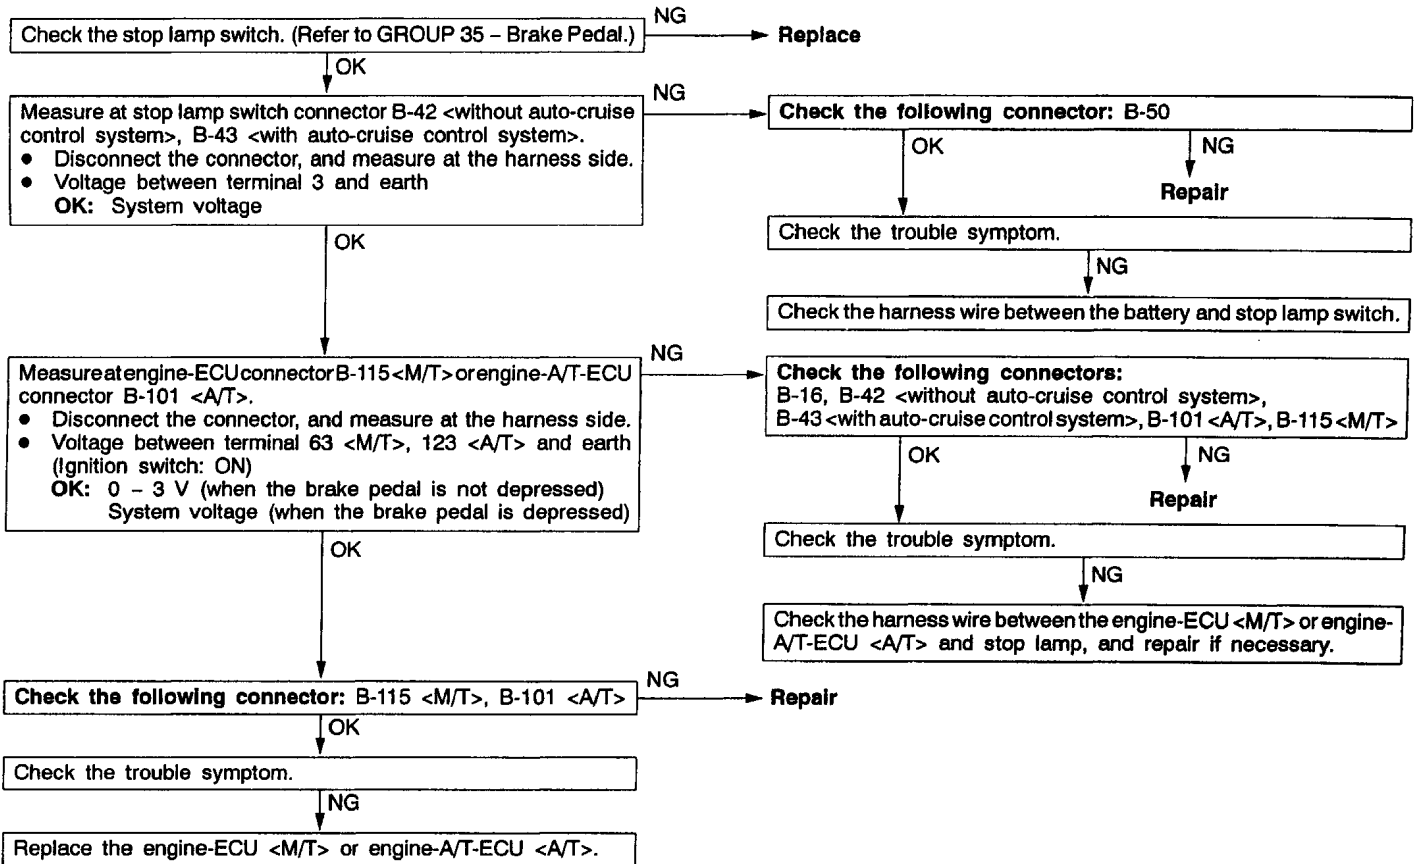 Check the stop lamp switch. (Refer to GROUP 35 – Brake Pedal.)
NG
Replace
OK
Measure at stop lamp switch connector B-42 <without auto-cruise
control system>, B-43 <with auto-cruise control system>.
● Disconnect the connector, and measure at the harness side.
● Voltage between terminal 3 and earth
OK: System voltage
NG
Check the following connector: B-50
OK
NG
Repair
Check the trouble symptom.
NG
Check the harness wire between the battery and stop lamp switch.
OK
Measure at engine-ECU connector B-115 <M/T> or engine-A/T-ECU
connector B-101 <A/T>.
● Disconnect the connector, and measure at the harness side.
● Voltage between terminal 63 <M/T>, 123 <A/T> and earth
(Ignition switch: ON)
OK: 0 – 3 V (when the brake pedal is not depressed)
System voltage (when the brake pedal is depressed)
NG
Check the following connectors:
B-16, B-42 <without auto-cruise control system>,
B-43 <with auto-cruise control system>, B-101 <A/T>, B-115 <M/T>
OK
NG
Repair
Check the trouble symptom.
NG
Check the harness wire between the engine-ECU <M/T> or engine-
A/T-ECU <A/T> and stop lamp, and repair if necessary.
OK
Check the following connector: B-115 <M/T>, B-101 <A/T>
NG
Repair
OK
Check the trouble symptom.
NG
Replace the engine-ECU <M/T> or engine-A/T-ECU <A/T>.